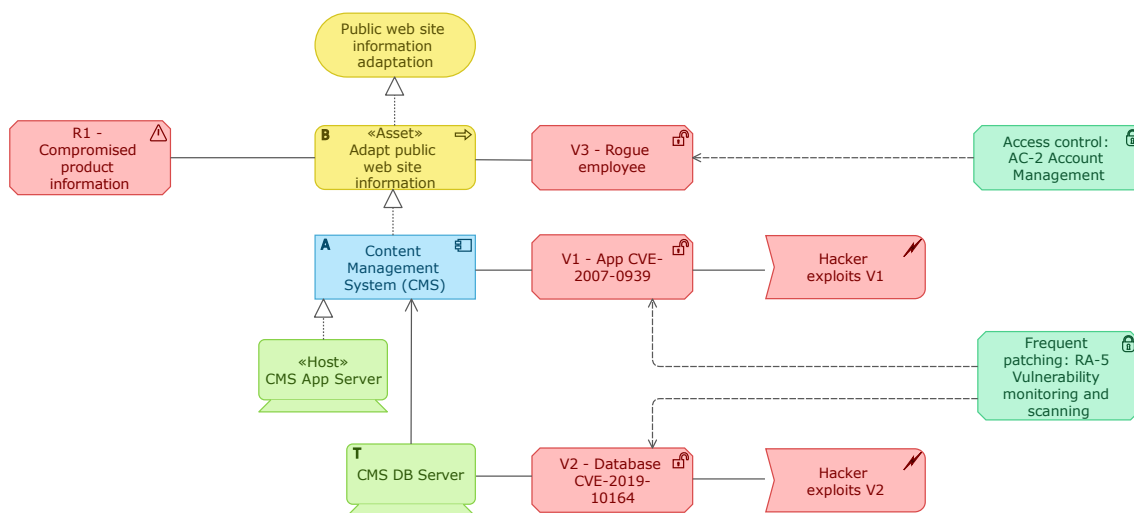 Public web site
information
adaptation
R1 -
Compromised
product
information
B
«Asset»
Adapt public
web site
information
V3 - Rogue
employee
Access control:
AC-2 Account
Management
A
Content
Management
System (CMS)
V1 - App CVE-
2007-0939
Hacker
exploits V1
«Host»
CMS App Server
Frequent
patching: RA-5
Vulnerability
monitoring and
scanning
T
CMS DB Server
V2 - Database
CVE-2019-
10164
Hacker
exploits V2